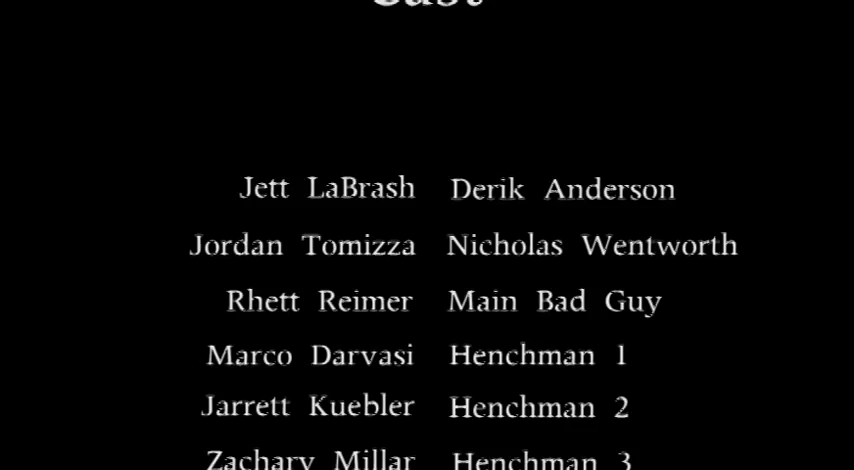 Cast
Jett LaBrash Derik Anderson
Jordan Tomizza Nicholas Wentworth
Rhett Reimer Main Bad Guy
Marco Darvasi Henchman 1
Jarrett Kuebler Henchman 2
Zachary Millar Henchman 3